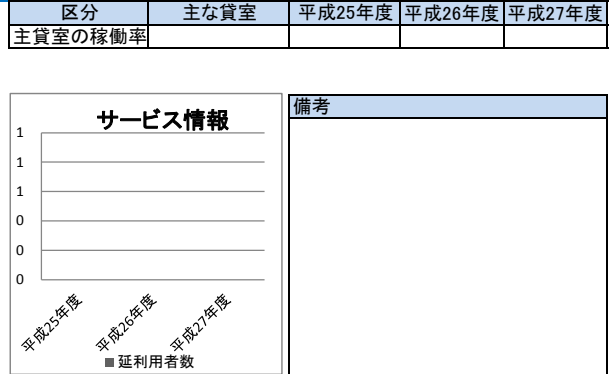 区分 主な貸室 平成25年度 平成26年度 平成27年度
主貸室の稼働率
サービス情報
1
1
1
0
0
0
平成25年度 平成26年度 平成27年度
■延利用者数
備考